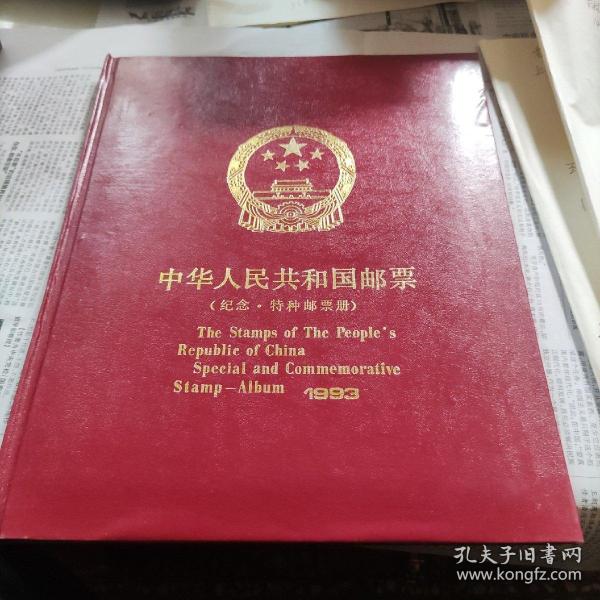 中华人民共和国邮票
(纪念·特种邮票册)
The Stamps of The People's
Republic of China
Special and Commemorative
Stamp-Album 1993
孔夫子旧书网
www.kongfz.com